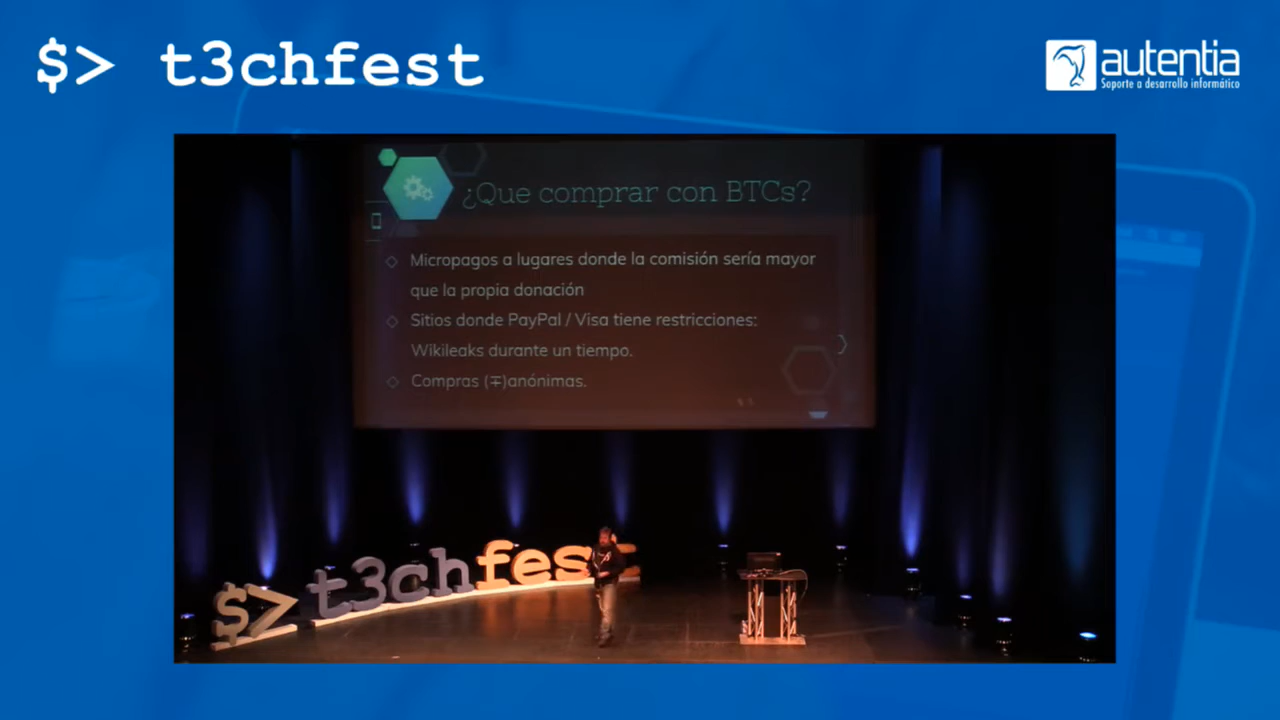 $> t3chfest
autentia
Soporte a desarrollo informático
¿Que comprar con BTCs?
Micropagos a lugares donde la comisión sería mayor
que la propia donación
Sitios donde PayPal / Visa tiene restricciones:
Wikileaks durante un tiempo.
Compras (∓)anónimas.
$> t3chfest